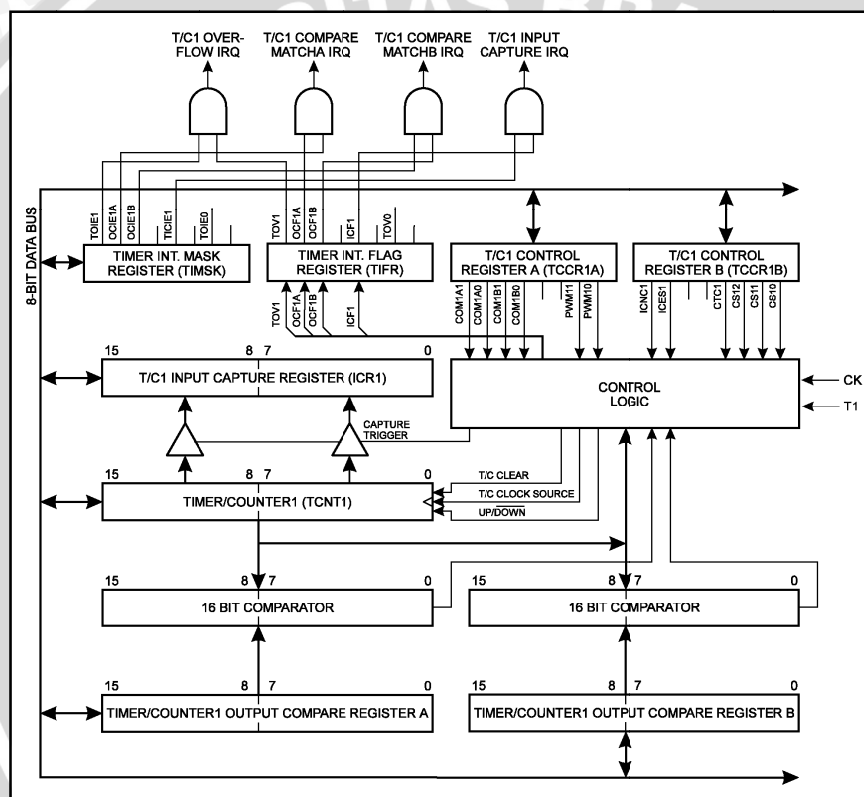 T/C1 OVER-
FLOW IRQ
T/C1 COMPARE
MATCHA IRQ
T/C1 COMPARE
MATCHB IRQ
T/C1 INPUT
CAPTURE IRQ
8-BIT DATA BUS
TOIE1
OCIE1A
OCIE1B
TICIE1
TOIE0
TOV1
OCF1A
OCF1B
ICF1
TOV0
TIMER INT. MASK
REGISTER (TIMSK)
TIMER INT. FLAG
REGISTER (TIFR)
T/C1 CONTROL
REGISTER A (TCCR1A)
T/C1 CONTROL
REGISTER B (TCCR1B)
TOV1
OCF1A
OCF1B
ICF1
COM1A1
COM1A0
COM1B1
COM1B0
PWM11
PWM10
ICNC1
ICES1
CTC1
CS12
CS11
CS10
15 8 7 0
T/C1 INPUT CAPTURE REGISTER (ICR1)
CONTROL
LOGIC
CK
T1
CAPTURE
TRIGGER
15 8 7 0
TIMER/COUNTER1 (TCNT1)
T/C CLEAR
T/C CLOCK SOURCE
UP/DOWN
15 8 7 0
16 BIT COMPARATOR
15 8 7 0
16 BIT COMPARATOR
15 8 7 0
TIMER/COUNTER1 OUTPUT COMPARE REGISTER A
15 8 7 0
TIMER/COUNTER1 OUTPUT COMPARE REGISTER B